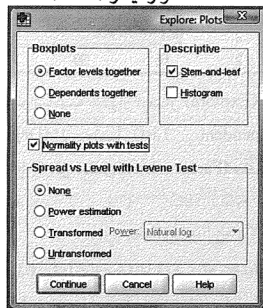 Explore: Plots
Boxplots
Factor levels together
Dependents together
None
Descriptive
Stem-and-leaf
Histogram
Normality plots with tests
Spread vs Level with Levene Test
None
Power estimation
Transformed Power: Natural log
Untransformed
Continue Cancel Help